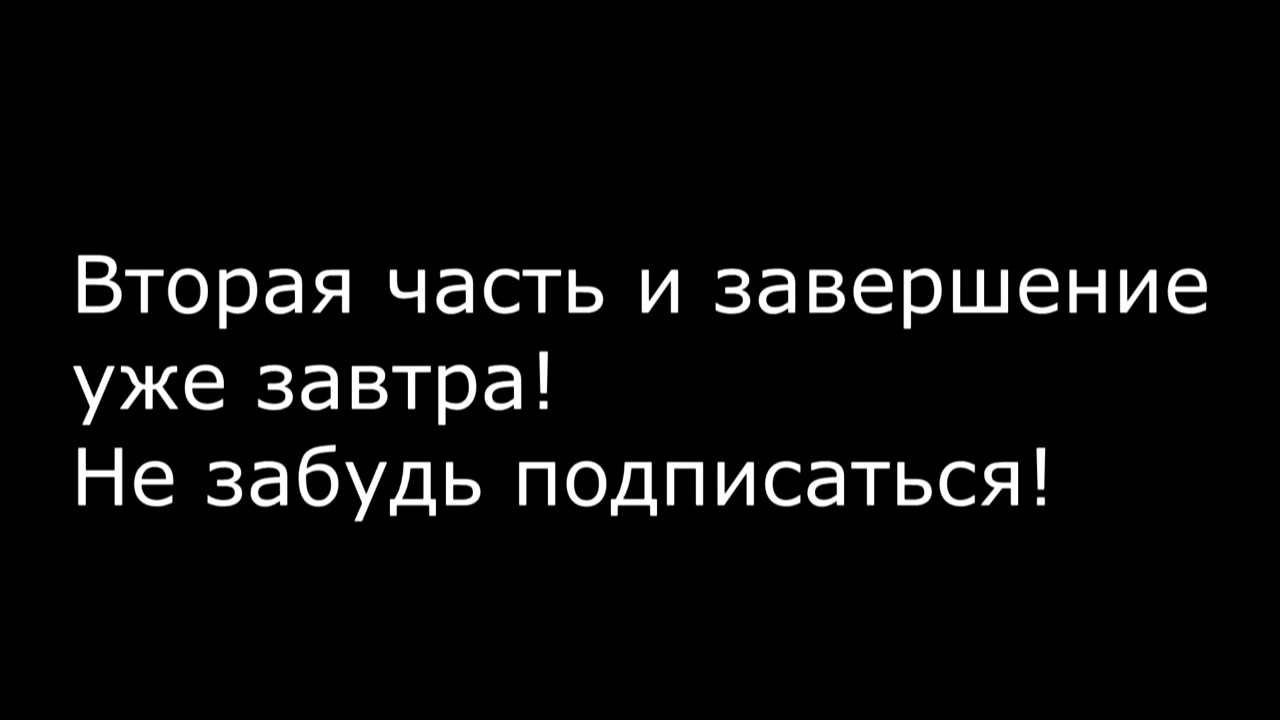 Вторая часть и завершение
уже завтра!
Не забудь подписаться!